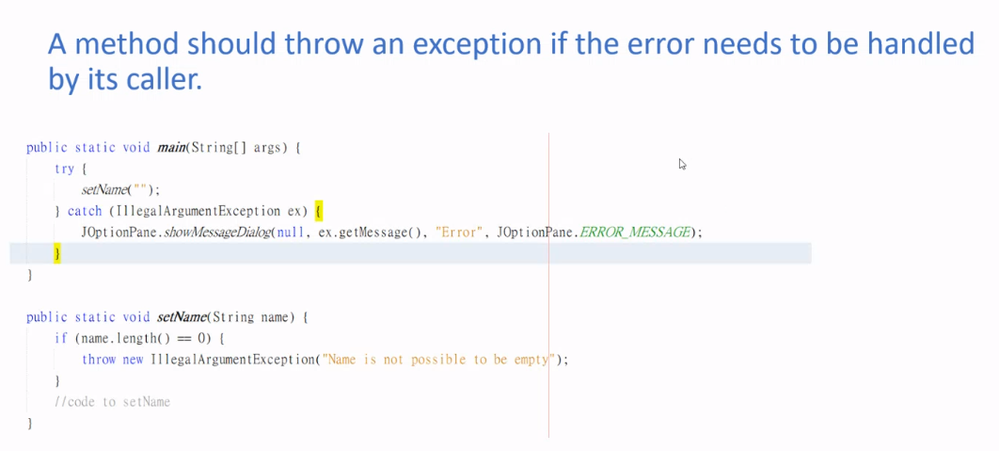 A method should throw an exception if the error needs to be handled
by its caller.
public static void main(String[] args) {
try {
setName("");
} catch (IllegalArgumentException ex) {
JOptionPane.showMessageDialog(null, ex.getMessage(), "Error", JOptionPane.ERROR_MESSAGE);
}
}
public static void setName(String name) {
if (name.length() == 0) {
throw new IllegalArgumentException("Name is not possible to be empty");
}
//code to setName
}